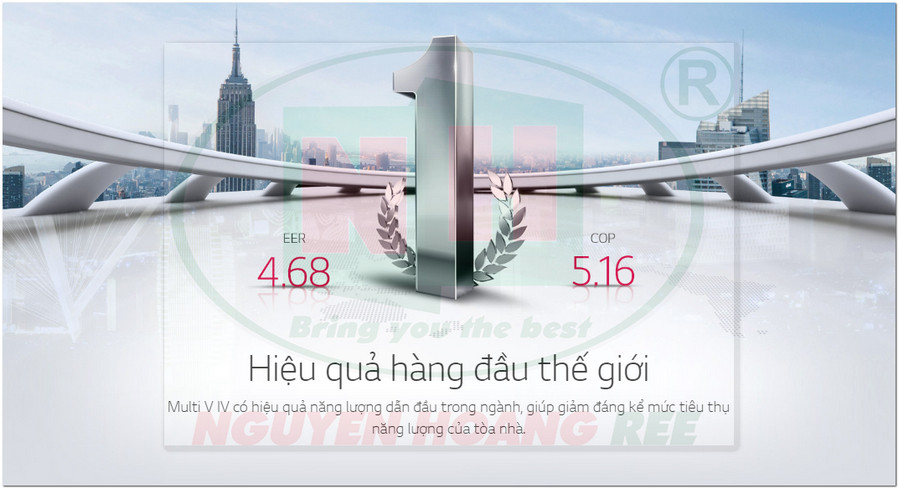 1
®
NH
EER
COP
4.68
5.16
Bring you the best
Hiệu quả hàng đầu thế giới
Multi V IV có hiệu quả năng lượng dẫn đầu trong ngành, giúp giảm đáng kể mức tiêu thụ
năng lượng của tòa nhà.
NGUYEN HOANG REE